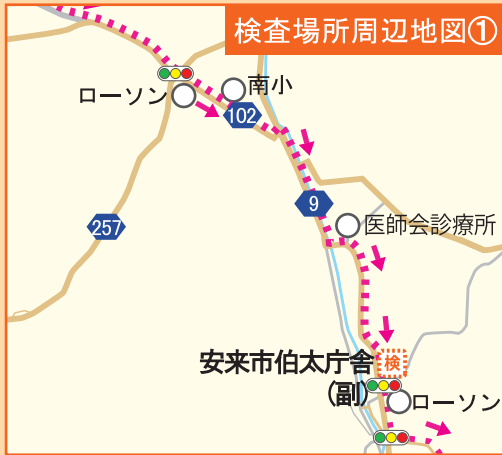 検査場所周辺地図①
南小
ローソン
102
9
257
医師会診療所
安来市伯太庁舎
検
(副)
ローソン